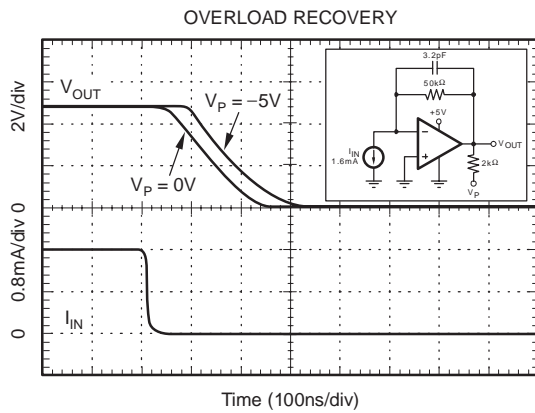 OVERLOAD RECOVERY
2V/div
V_OUT
V_P = −5V
V_P = 0V
0
3.2pF
50kΩ
+5V
−
+
I_IN
1.6mA
V_OUT
2kΩ
V_P
0.8mA/div
0
I_IN
Time (100ns/div)